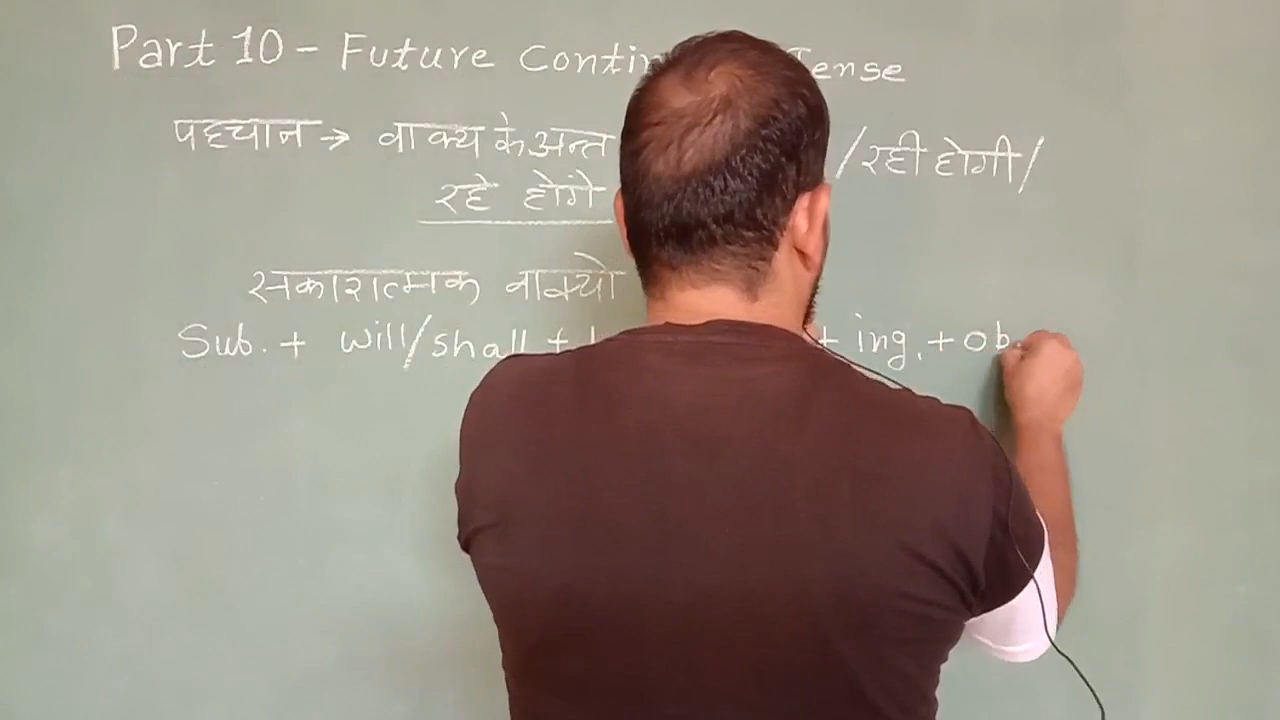 Part 10 - Future Contin Tense
पहचान → वाक्य के अन्त /रही होगी/
रहे होंगे
सकारात्मक वाक्यो
Sub. + will/shall + + ing. + ob